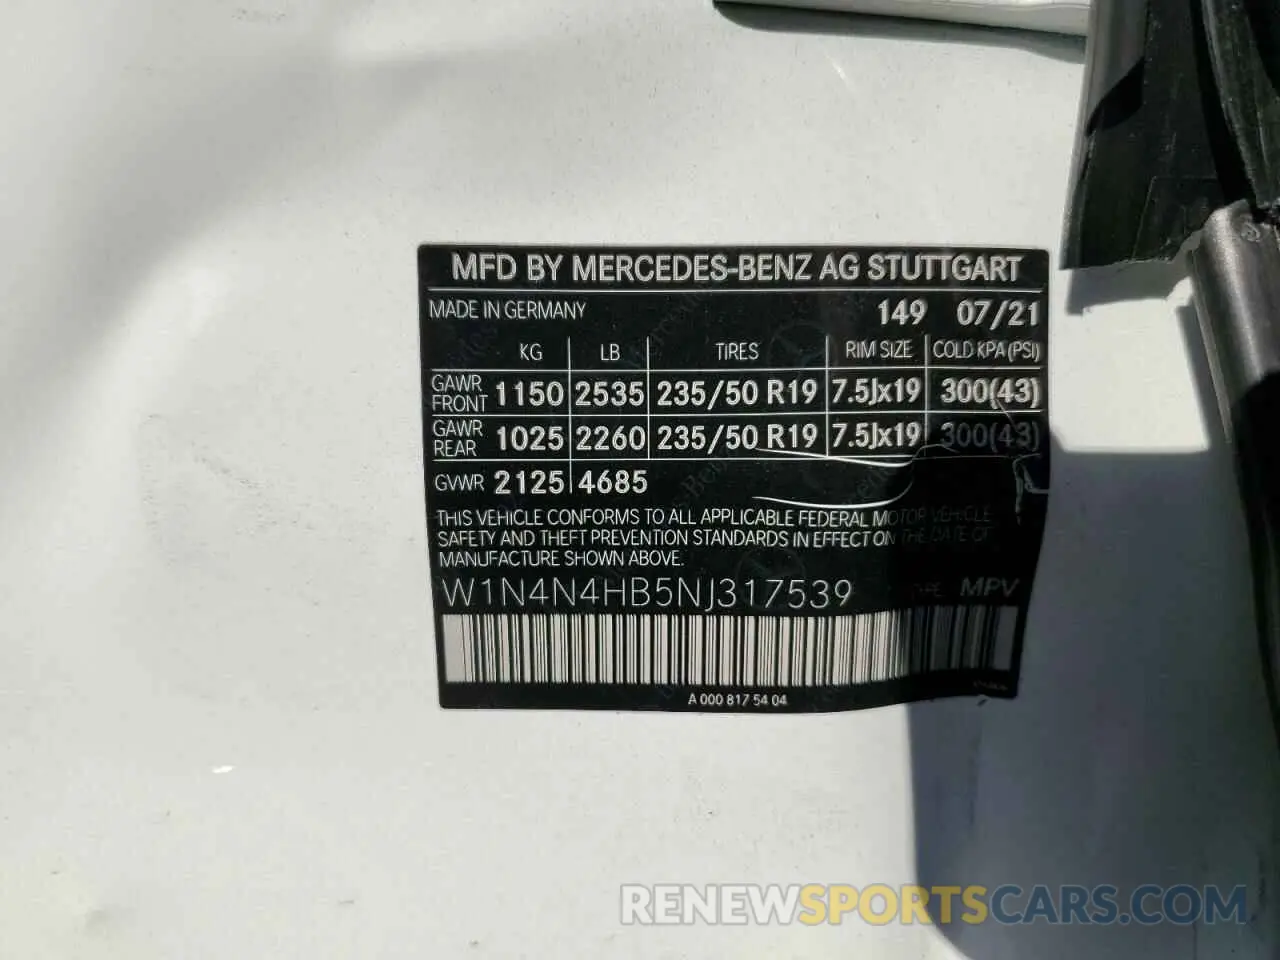 MFD BY MERCEDES-BENZ AG STUTTGART
MADE IN GERMANY 149 07/21
KG LB TIRES RIM SIZE COLD KPA (PSI)
GAWR FRONT 1150 2535 235/50 R19 7.5Jx19 300(43)
GAWR REAR 1025 2260 235/50 R19 7.5Jx19 300(43)
GVWR 2125 4685
THIS VEHICLE CONFORMS TO ALL APPLICABLE FEDERAL MOTOR VEHICLE
SAFETY AND THEFT PREVENTION STANDARDS IN EFFECT ON THE DATE OF
MANUFACTURE SHOWN ABOVE.
W1N4N4HB5NJ317539 TYPE MPV
A 000 817 54 04
RENEWSPORTSCARS.COM